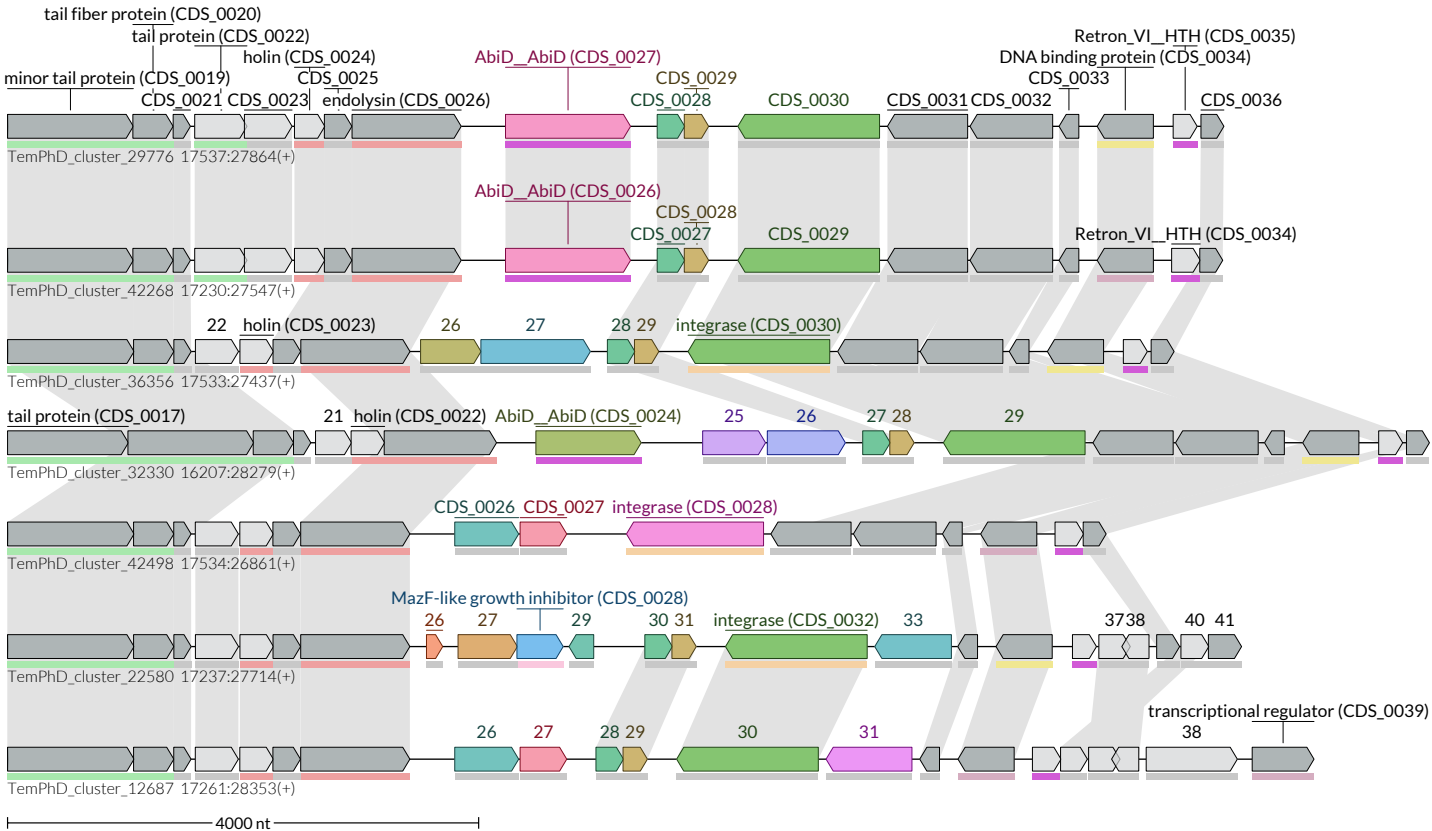 tail fiber protein (CDS_0020)
tail protein (CDS_0022)
Retron_VI__HTH (CDS_0035)
holin (CDS_0024)
AbiD__AbiD (CDS_0027)
DNA binding protein (CDS_0034)
minor tail protein (CDS_0019)
CDS_0025
CDS_0029
CDS_0033
CDS_0021
CDS_0023
endolysin (CDS_0026)
CDS_0028
CDS_0030
CDS_0031
CDS_0032
CDS_0036
TemPhD_cluster_29776 17537:27864(+)
AbiD__AbiD (CDS_0026)
CDS_0028
CDS_0027
CDS_0029
Retron_VI__HTH (CDS_0034)
TemPhD_cluster_42268 17230:27547(+)
22
holin (CDS_0023)
26
27
28
29
integrase (CDS_0030)
TemPhD_cluster_36356 17533:27437(+)
tail protein (CDS_0017)
21
holin (CDS_0022)
AbiD__AbiD (CDS_0024)
25
26
27
28
29
TemPhD_cluster_32330 16207:28279(+)
CDS_0026
CDS_0027
integrase (CDS_0028)
TemPhD_cluster_42498 17534:26861(+)
MazF-like growth inhibitor (CDS_0028)
26
27
29
30
31
integrase (CDS_0032)
33
37
38
40
41
TemPhD_cluster_22580 17237:27714(+)
transcriptional regulator (CDS_0039)
26
27
28
29
30
31
38
TemPhD_cluster_12687 17261:28353(+)
4000 nt